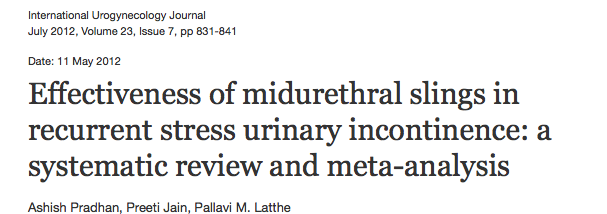 International Urogynecology Journal
July 2012, Volume 23, Issue 7, pp 831-841
Date: 11 May 2012
Effectiveness of midurethral slings in
recurrent stress urinary incontinence: a
systematic review and meta-analysis
Ashish Pradhan, Preeti Jain, Pallavi M. Latthe